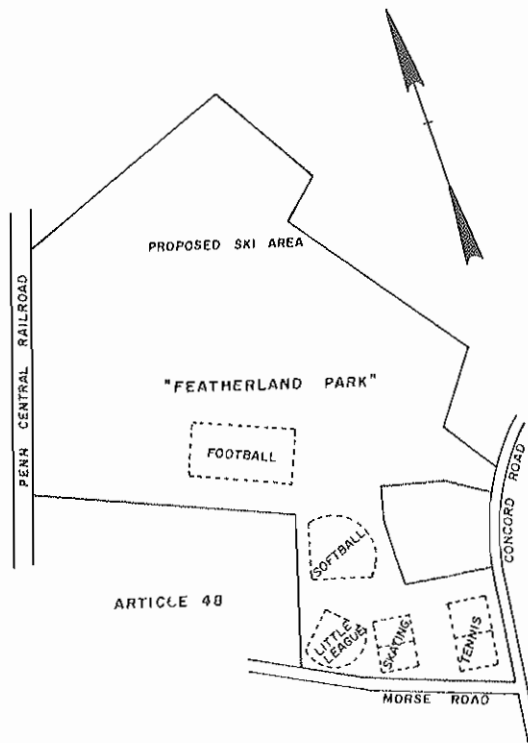 PROPOSED SKI AREA
PENN CENTRAL RAILROAD
"FEATHERLAND PARK"
FOOTBALL
CONCORD ROAD
SOFTBALL
ARTICLE 48
LITTLE
LEAGUE
SKATING
TENNIS
MORSE ROAD